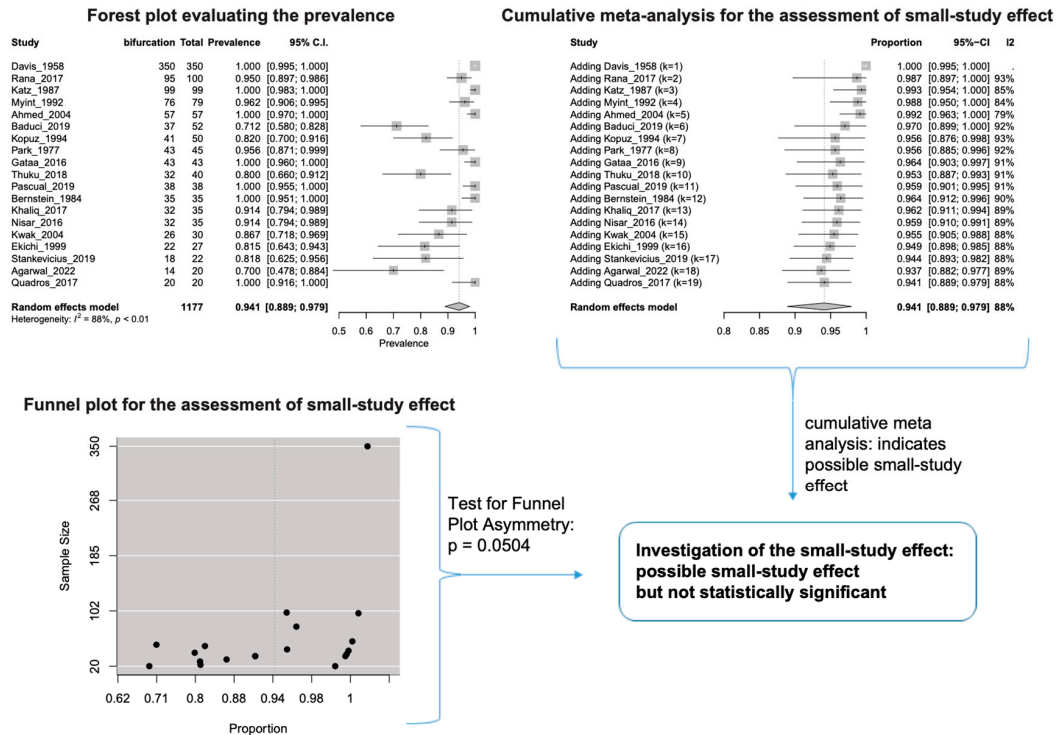 Forest plot evaluating the prevalence
Study bifurcation Total Prevalence 95% C.I.
Davis_1958 350 350 1.000 [0.995; 1.000]
Rana_2017 95 100 0.950 [0.897; 0.986]
Katz_1987 99 99 1.000 [0.983; 1.000]
Myint_1992 76 79 0.962 [0.906; 0.995]
Ahmed_2004 57 57 1.000 [0.970; 1.000]
Baduci_2019 37 52 0.712 [0.580; 0.828]
Kopuz_1994 41 50 0.820 [0.700; 0.916]
Park_1977 43 45 0.956 [0.871; 0.999]
Gataa_2016 43 43 1.000 [0.960; 1.000]
Thuku_2018 32 40 0.800 [0.660; 0.912]
Pascual_2019 38 38 1.000 [0.955; 1.000]
Bernstein_1984 35 35 1.000 [0.951; 1.000]
Khaliq_2017 32 35 0.914 [0.794; 0.989]
Nisar_2016 32 35 0.914 [0.794; 0.989]
Kwak_2004 26 30 0.867 [0.718; 0.969]
Ekichi_1999 22 27 0.815 [0.643; 0.943]
Stankevicius_2019 18 22 0.818 [0.625; 0.956]
Agarwal_2022 14 20 0.700 [0.478; 0.884]
Quadros_2017 20 20 1.000 [0.916; 1.000]
Random effects model 1177 0.941 [0.889; 0.979]
Heterogeneity: I² = 88%, p < 0.01
0.5 0.6 0.7 0.8 0.9 1
Prevalence
Cumulative meta-analysis for the assessment of small-study effect
Study Proportion 95%-CI I2
Adding Davis_1958 (k=1) 1.000 [0.995; 1.000] .
Adding Rana_2017 (k=2) 0.987 [0.897; 1.000] 93%
Adding Katz_1987 (k=3) 0.993 [0.954; 1.000] 85%
Adding Myint_1992 (k=4) 0.988 [0.950; 1.000] 84%
Adding Ahmed_2004 (k=5) 0.992 [0.963; 1.000] 79%
Adding Baduci_2019 (k=6) 0.970 [0.899; 1.000] 92%
Adding Kopuz_1994 (k=7) 0.956 [0.876; 0.998] 93%
Adding Park_1977 (k=8) 0.956 [0.885; 0.996] 92%
Adding Gataa_2016 (k=9) 0.964 [0.903; 0.997] 91%
Adding Thuku_2018 (k=10) 0.953 [0.887; 0.993] 91%
Adding Pascual_2019 (k=11) 0.959 [0.901; 0.995] 91%
Adding Bernstein_1984 (k=12) 0.964 [0.912; 0.996] 90%
Adding Khaliq_2017 (k=13) 0.962 [0.911; 0.994] 89%
Adding Nisar_2016 (k=14) 0.959 [0.910; 0.991] 89%
Adding Kwak_2004 (k=15) 0.955 [0.905; 0.988] 88%
Adding Ekichi_1999 (k=16) 0.949 [0.898; 0.985] 88%
Adding Stankevicius_2019 (k=17) 0.944 [0.893; 0.982] 88%
Adding Agarwal_2022 (k=18) 0.937 [0.882; 0.977] 89%
Adding Quadros_2017 (k=19) 0.941 [0.889; 0.979] 88%
Random effects model 0.941 [0.889; 0.979] 88%
0.8 0.85 0.9 0.95 1
Funnel plot for the assessment of small-study effect
350
268
185
102
20
Sample Size
0.62 0.71 0.8 0.88 0.94 0.98 1
Proportion
Test for Funnel
Plot Asymmetry:
p = 0.0504
cumulative meta
analysis: indicates
possible small-study
effect
Investigation of the small-study effect:
possible small-study effect
but not statistically significant